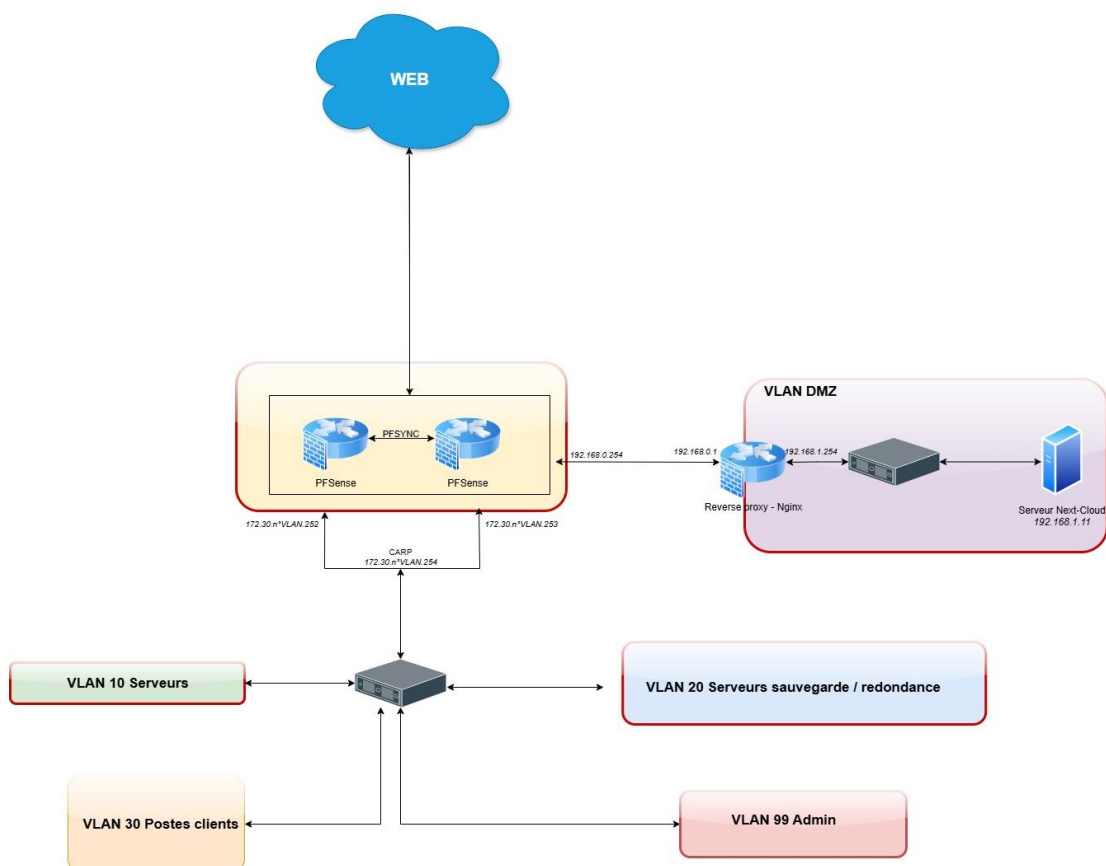 WEB
VLAN DMZ
PFSYNC
PFSense
PFSense
192.168.0.254
192.168.0.1
192.168.1.254
Reverse proxy - Nginx
Serveur Next-Cloud
192.168.1.11
172.30.n°VLAN.252
172.30.n°VLAN.253
CARP
172.30.n°VLAN.254
VLAN 10 Serveurs
VLAN 20 Serveurs sauvegarde / redondance
VLAN 30 Postes clients
VLAN 99 Admin